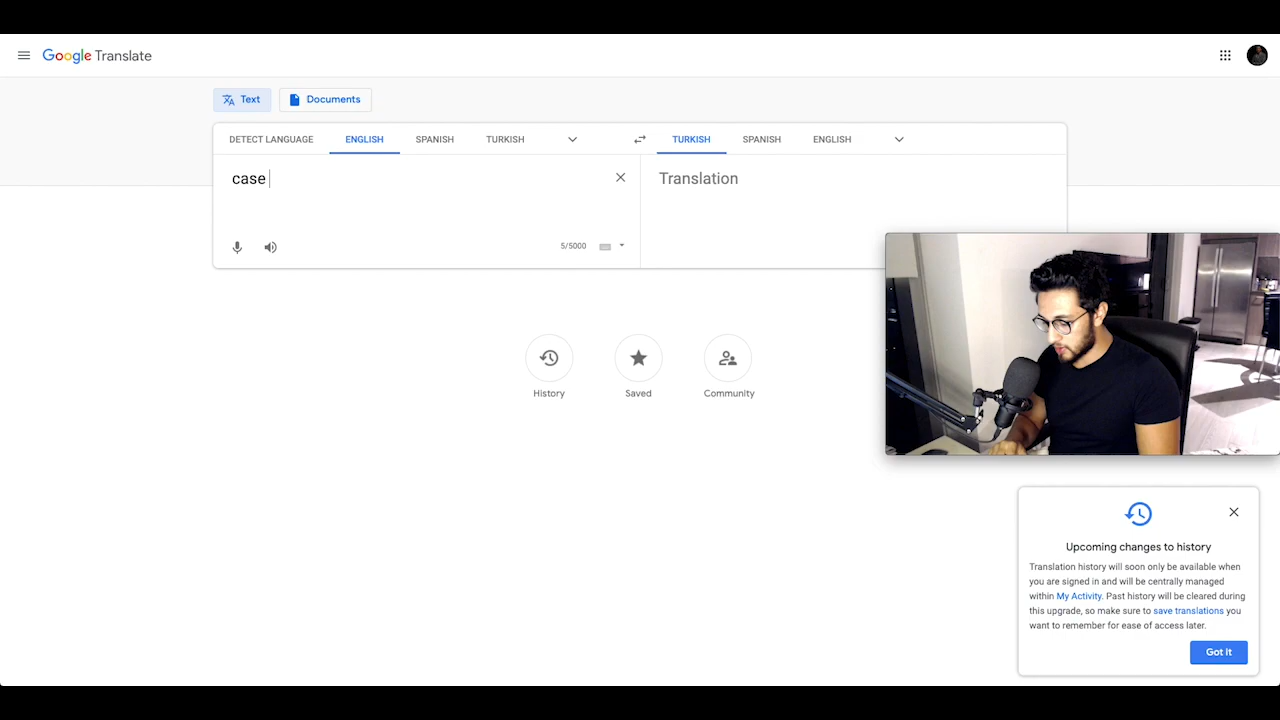 Google Translate
Text
Documents
DETECT LANGUAGE ENGLISH SPANISH TURKISH
TURKISH SPANISH ENGLISH
case
Translation
5/5000
History
Saved
Community
Upcoming changes to history
Translation history will soon only be available when
you are signed in and will be centrally managed
within My Activity. Past history will be cleared during
this upgrade, so make sure to save translations you
want to remember for ease of access later.
Got it